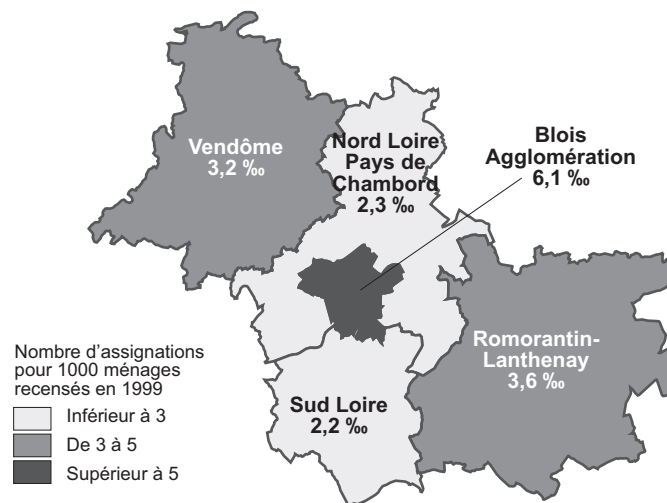 Vendôme
3,2 ‰
Nord Loire
Pays de
Chambord
2,3 ‰
Blois
Agglomération
6,1 ‰
Romorantin-
Lanthenay
3,6 ‰
Sud Loire
2,2 ‰
Nombre d’assignations
pour 1000 ménages
recensés en 1999
Inférieur à 3
De 3 à 5
Supérieur à 5